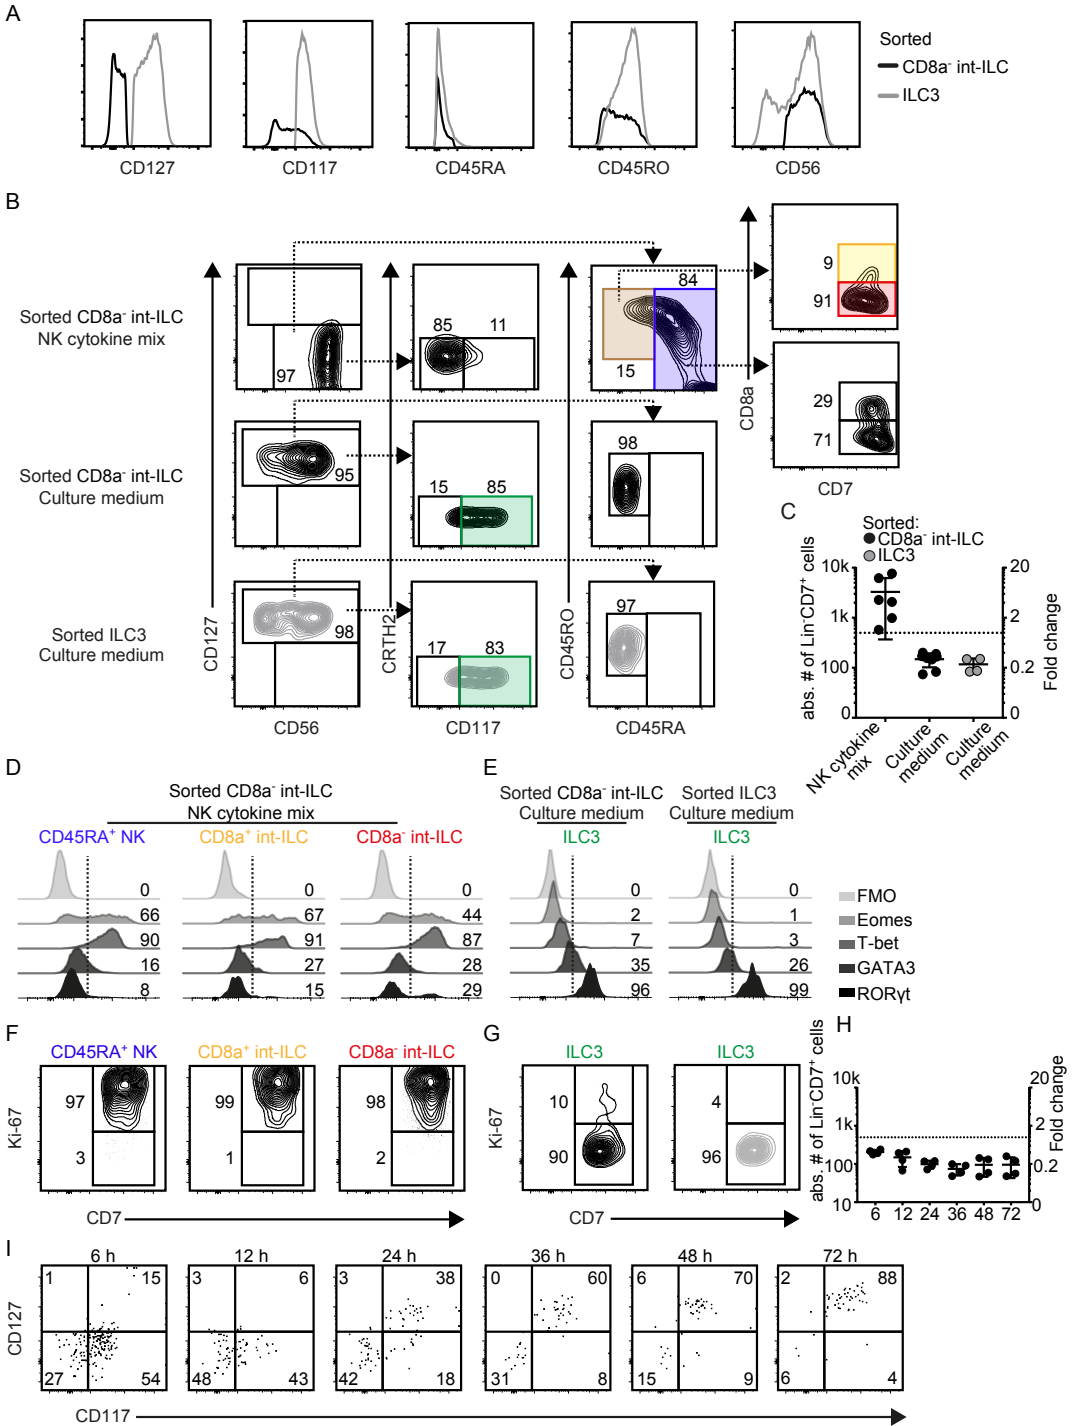 A
Sorted
CD8a⁻ int-ILC
ILC3
CD127
CD117
CD45RA
CD45RO
CD56
B
Sorted CD8a⁻ int-ILC
NK cytokine mix
97
85
11
84
15
9
91
29
71
CD8a
CD7
Sorted CD8a⁻ int-ILC
Culture medium
95
15
85
98
Sorted ILC3
Culture medium
98
17
83
97
CD127
CRTH2
CD45RO
CD56
CD117
CD45RA
C
Sorted:
CD8a⁻ int-ILC
ILC3
abs. # of Lin⁻CD7⁺ cells
10k
1k
100
0
20
2
0.2
0
Fold change
NK cytokine
mix
Culture
medium
Culture
medium
D
Sorted CD8a⁻ int-ILC
NK cytokine mix
CD45RA⁺ NK
CD8a⁺ int-ILC
CD8a⁻ int-ILC
0
66
90
16
8
0
67
91
27
15
0
44
87
28
29
E
Sorted CD8a⁻ int-ILC
Culture medium
Sorted ILC3
Culture medium
ILC3
ILC3
0
2
7
35
96
0
1
3
26
99
FMO
Eomes
T-bet
GATA3
RORγt
F
CD45RA⁺ NK
CD8a⁺ int-ILC
CD8a⁻ int-ILC
Ki-67
97
3
99
1
98
2
CD7
G
ILC3
ILC3
Ki-67
10
90
4
96
CD7
H
abs. # of Lin⁻CD7⁺ cells
10k
1k
100
10
20
2
0.2
0
Fold change
6 12 24 36 48 72
I
6 h
12 h
24 h
36 h
48 h
72 h
CD127
1 15
27 54
3 6
48 43
3 38
42 18
0 60
31 8
6 70
15 9
2 88
6 4
CD117